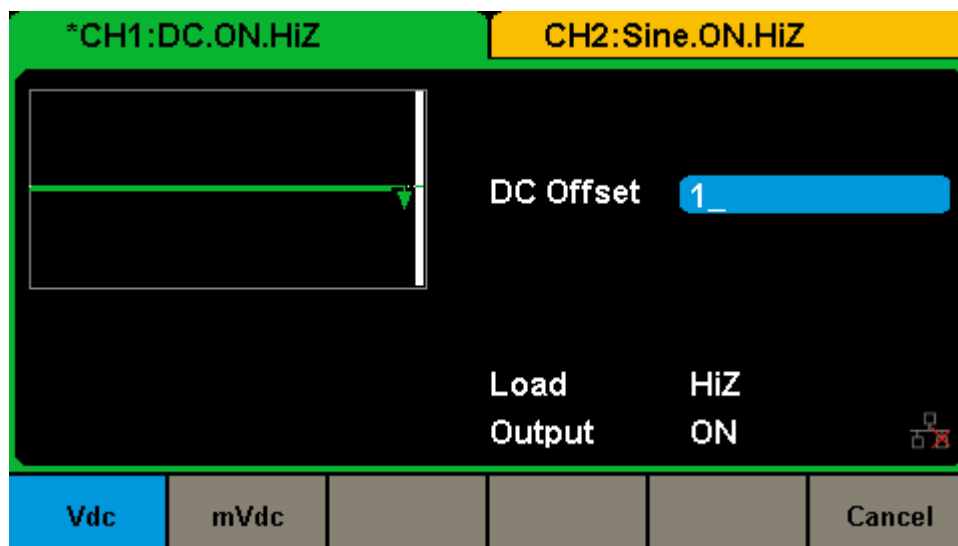 *CH1:DC.ON.HiZ
CH2:Sine.ON.HiZ
DC Offset 1_
Load HiZ
Output ON
Vdc mVdc Cancel